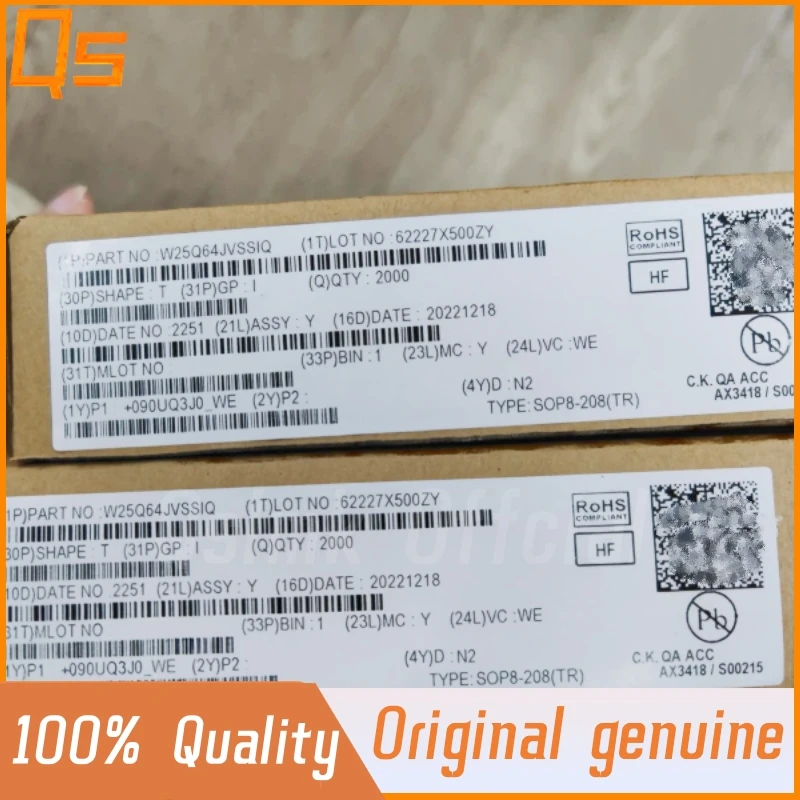 QS
(1P)PART NO :W25Q64JVSSIQ (1T)LOT NO :62227X500ZY
(30P)SHAPE : T (31P)GP : I (Q)QTY : 2000
(10D)DATE NO .2251 (21L)ASSY : Y (16D)DATE : 20221218
(31T)MLOT NO (33P)BIN : 1 (23L)MC : Y (24L)VC :WE
(4Y)D : N2
(1Y)P1 +090UQ3J0_WE (2Y)P2 :
TYPE: SOP8-208(TR)
RoHS
COMPLIANT
HF
Pb
C.K. QA ACC
AX3418 / S00
1P)PART NO :W25Q64JVSSIQ (1T)LOT NO :62227X500ZY
30P)SHAPE : T (31P)GP : I (Q)QTY : 2000
10D)DATE NO .2251 (21L)ASSY : Y (16D)DATE : 20221218
31T)MLOT NO (33P)BIN : 1 (23L)MC : Y (24L)VC :WE
(4Y)D : N2
1Y)P1 +090UQ3J0_WE (2Y)P2 :
TYPE: SOP8-208(TR)
RoHS
COMPLIANT
HF
Pb
C.K. QA ACC
AX3418 / S00215
100% Quality
Original genuine